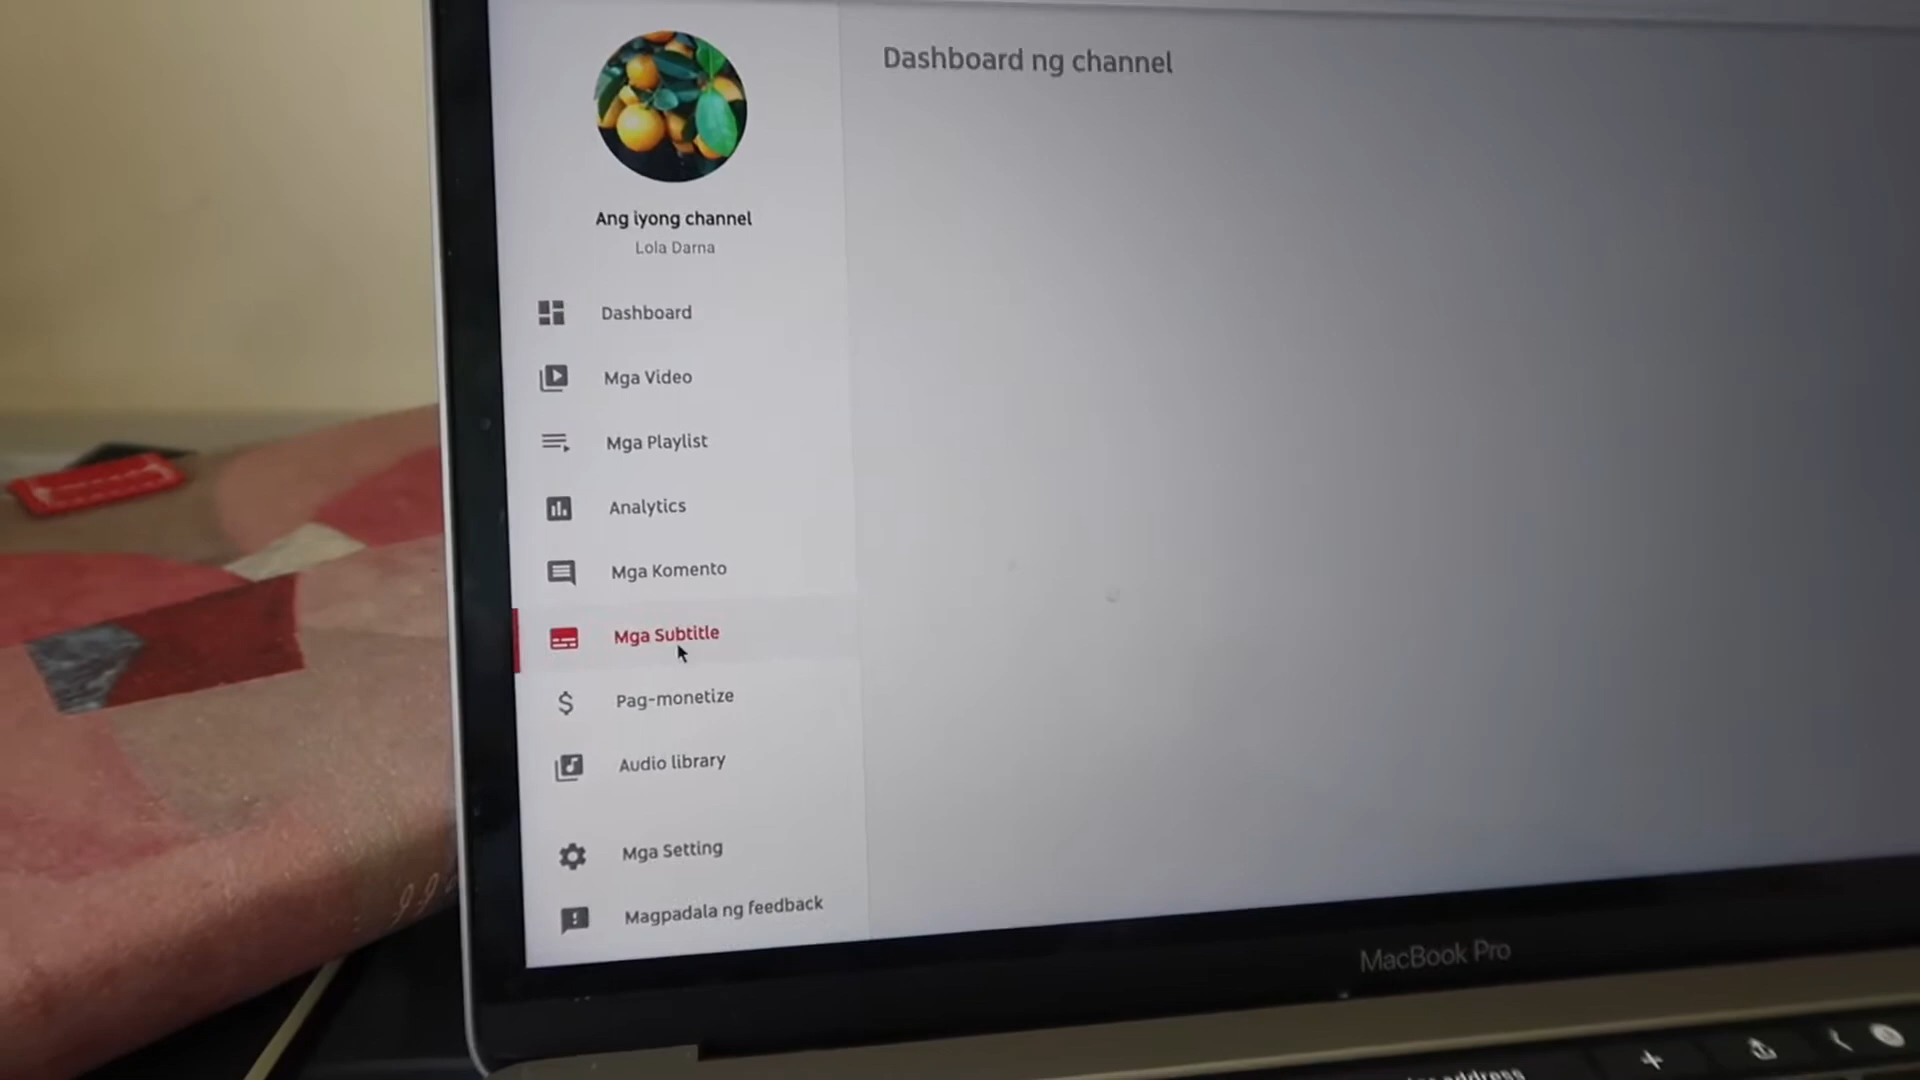 Dashboard ng channel
Ang iyong channel
Lola Darna
Dashboard
Mga Video
Mga Playlist
Analytics
Mga Komento
Mga Subtitle
Pag-monetize
Audio library
Mga Setting
Magpadala ng feedback
MacBook Pro
address